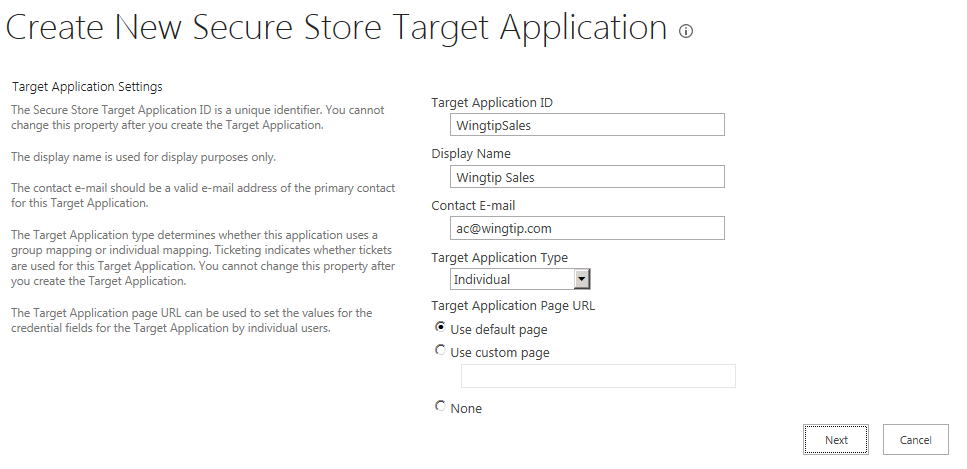 Create New Secure Store Target Application
Target Application Settings
The Secure Store Target Application ID is a unique identifier. You cannot
change this property after you create the Target Application.
The display name is used for display purposes only.
The contact e-mail should be a valid e-mail address of the primary contact
for this Target Application.
The Target Application type determines whether this application uses a
group mapping or individual mapping. Ticketing indicates whether tickets
are used for this Target Application. You cannot change this property after
you create the Target Application.
The Target Application page URL can be used to set the values for the
credential fields for the Target Application by individual users.
Target Application ID
WingtipSales
Display Name
Wingtip Sales
Contact E-mail
ac@wingtip.com
Target Application Type
Individual
Target Application Page URL
Use default page
Use custom page
None
Next
Cancel